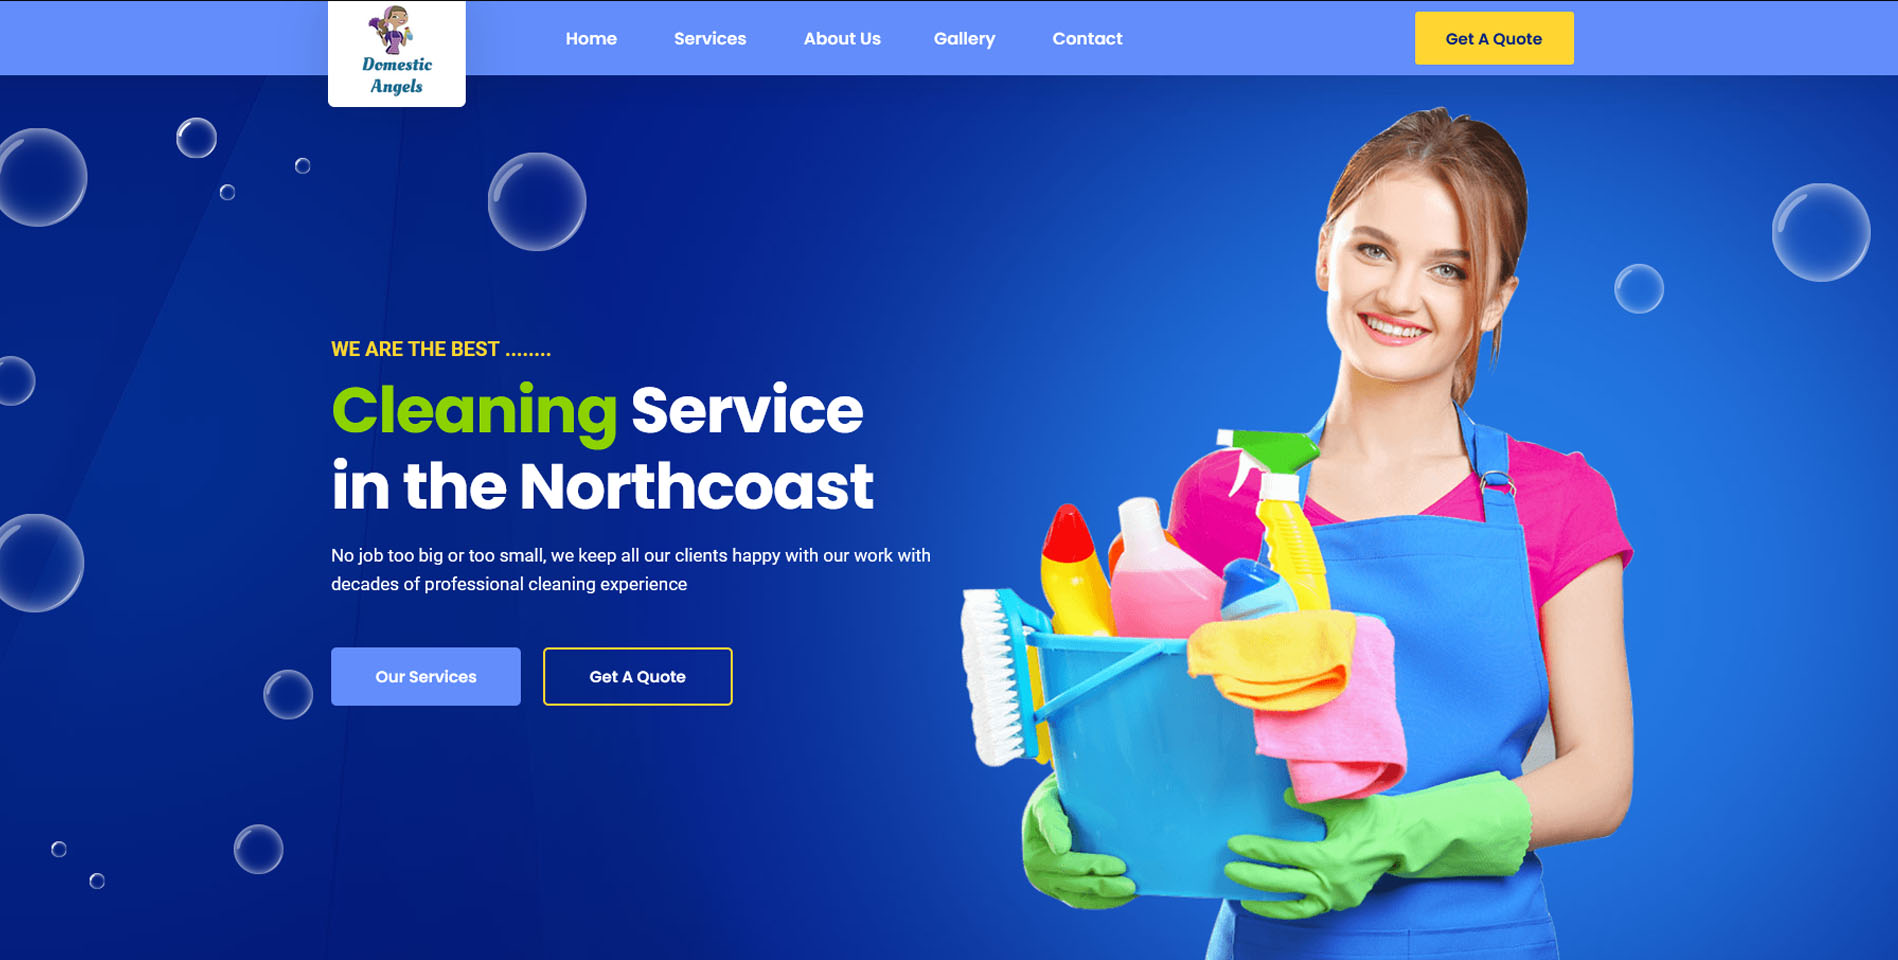 Domestic
Angels
Home
Services
About Us
Gallery
Contact
Get A Quote
WE ARE THE BEST ........
Cleaning Service
in the Northcoast
No job too big or too small, we keep all our clients happy with our work with
decades of professional cleaning experience
Our Services
Get A Quote